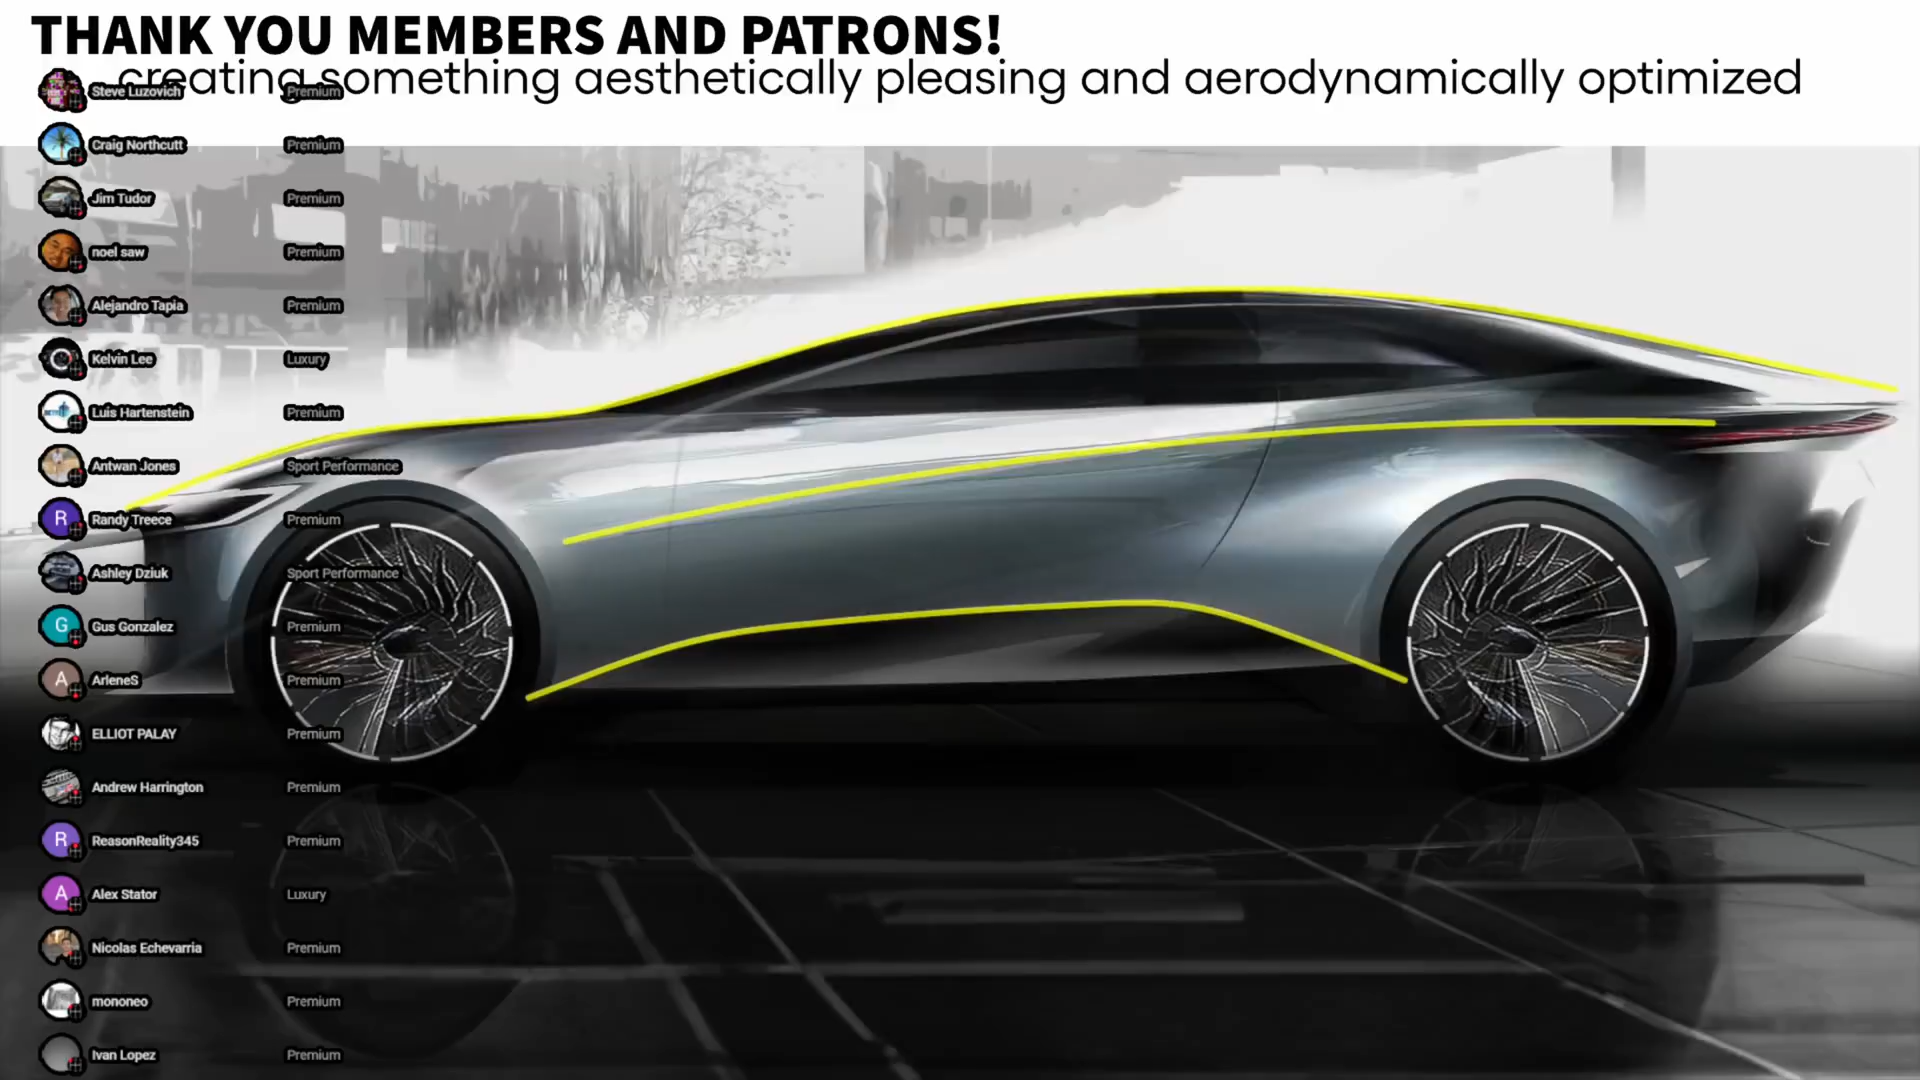 THANK YOU MEMBERS AND PATRONS!
creating something aesthetically pleasing and aerodynamically optimized
Steve Luzovich Premium
Craig Northcutt Premium
Jim Tudor Premium
noel saw Premium
Alejandro Tapia Premium
Kelvin Lee Luxury
Luis Hartenstein Premium
Antwan Jones Sport Performance
R Randy Treece Premium
Ashley Dziuk Sport Performance
G Gus Gonzalez Premium
A ArleneS Premium
ELLIOT PALAY Premium
Andrew Harrington Premium
R ReasonReality345 Premium
A Alex Stator Luxury
Nicolas Echevarria Premium
mononeo Premium
Ivan Lopez Premium